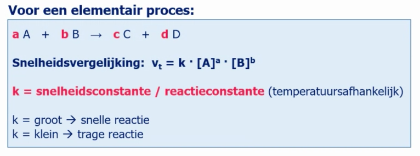 Voor een elementair proces:
a A + b B → c C + d D
Snelheidsvergelijking: vₜ = k · [A]ᵃ · [B]ᵇ
k = snelheidsconstante / reactieconstante (temperatuursafhankelijk)
k = groot → snelle reactie
k = klein → trage reactie